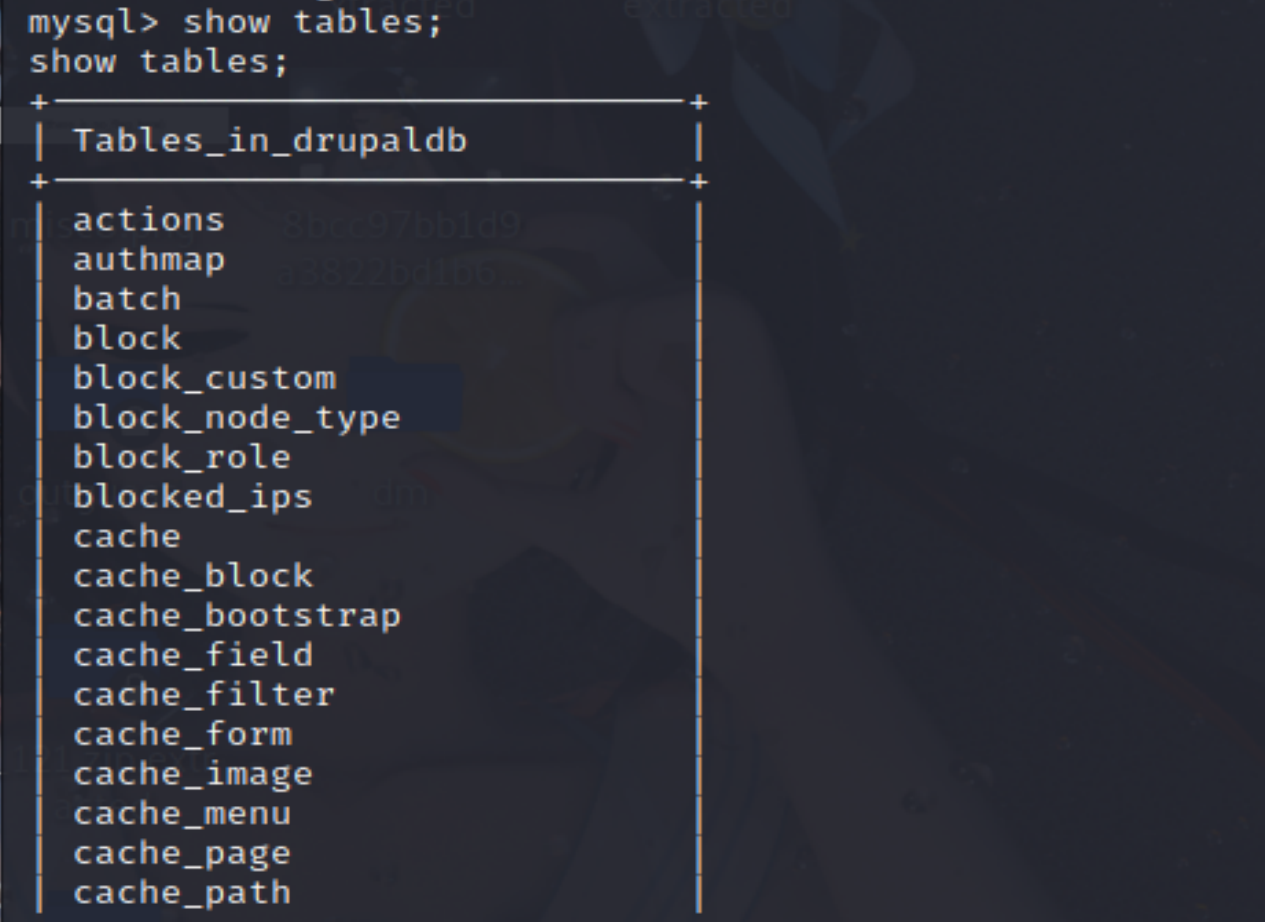 mysql> show tables;
show tables;
+----------------------------+
| Tables_in_drupaldb |
+----------------------------+
| actions |
| authmap |
| batch |
| block |
| block_custom |
| block_node_type |
| block_role |
| blocked_ips |
| cache |
| cache_block |
| cache_bootstrap |
| cache_field |
| cache_filter |
| cache_form |
| cache_image |
| cache_menu |
| cache_page |
| cache_path |